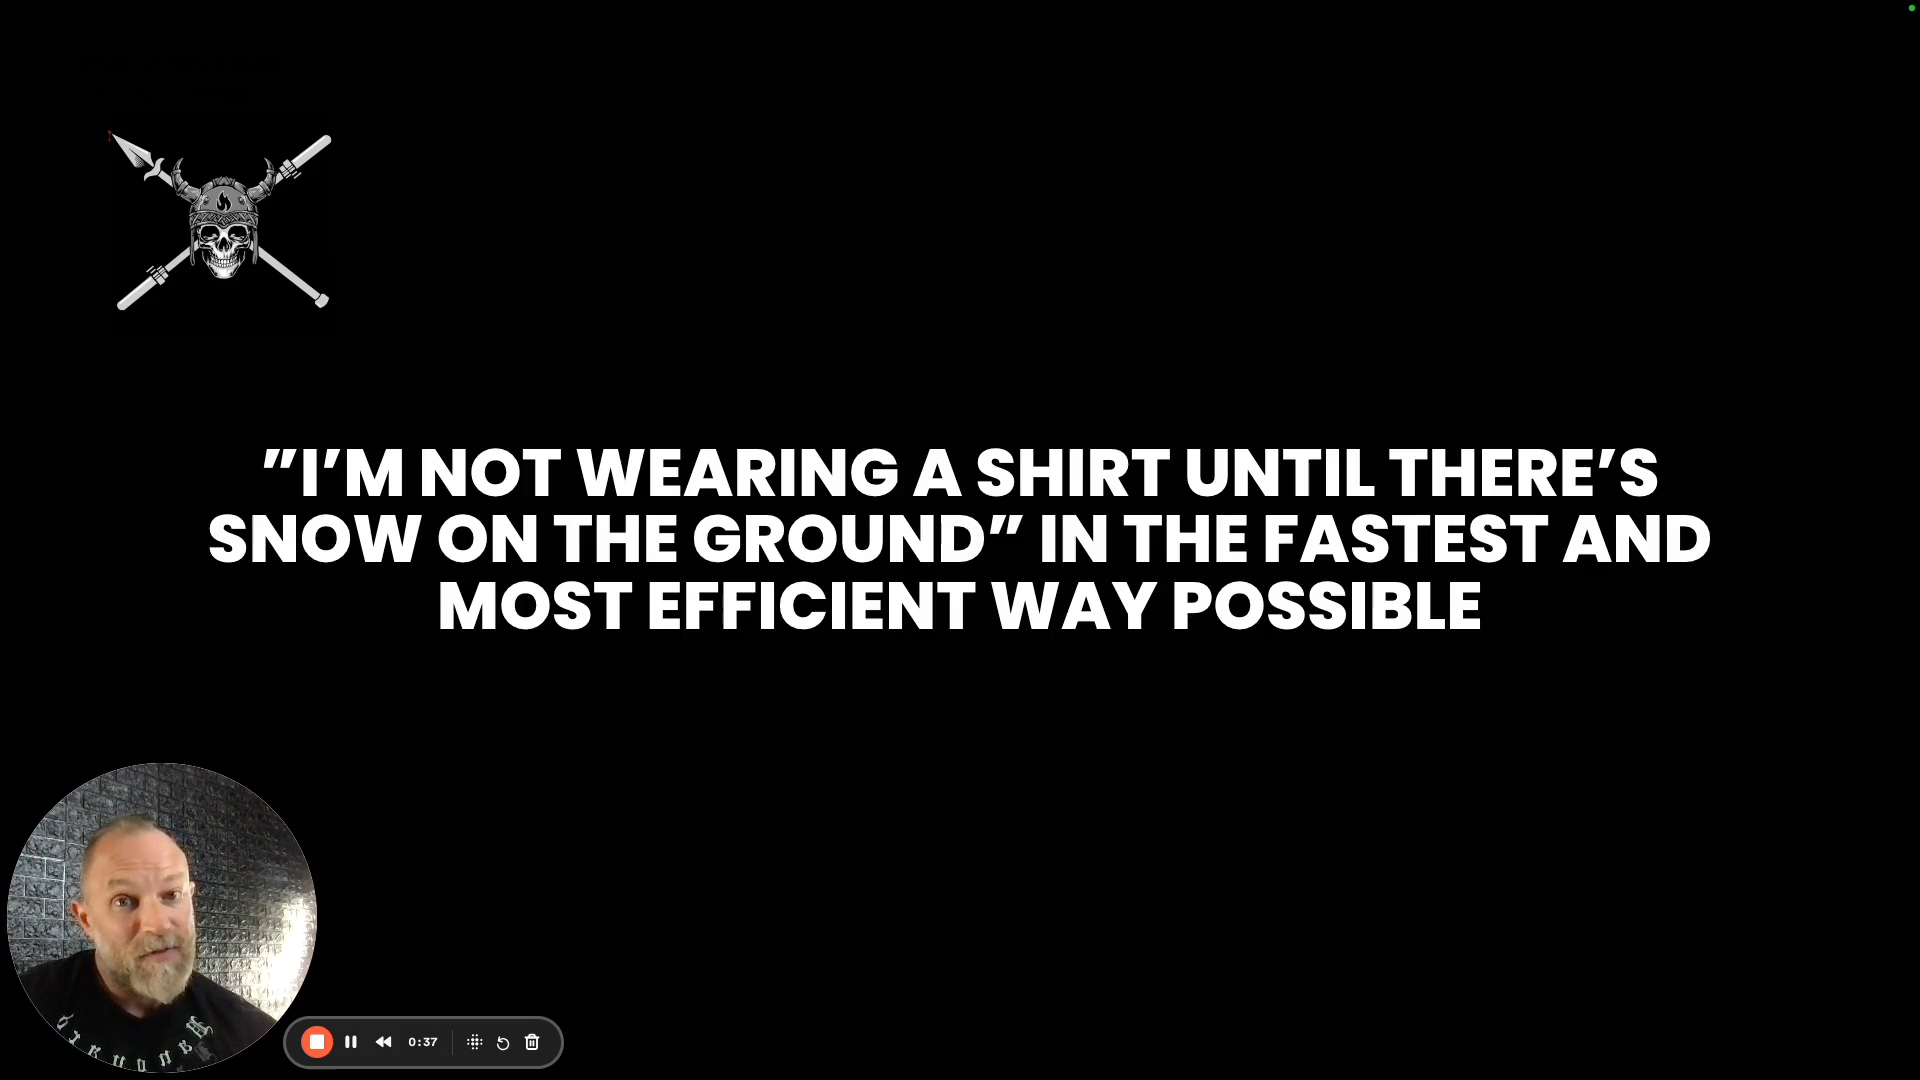 ”I’M NOT WEARING A SHIRT UNTIL THERE’S
SNOW ON THE GROUND” IN THE FASTEST AND
MOST EFFICIENT WAY POSSIBLE
0:37